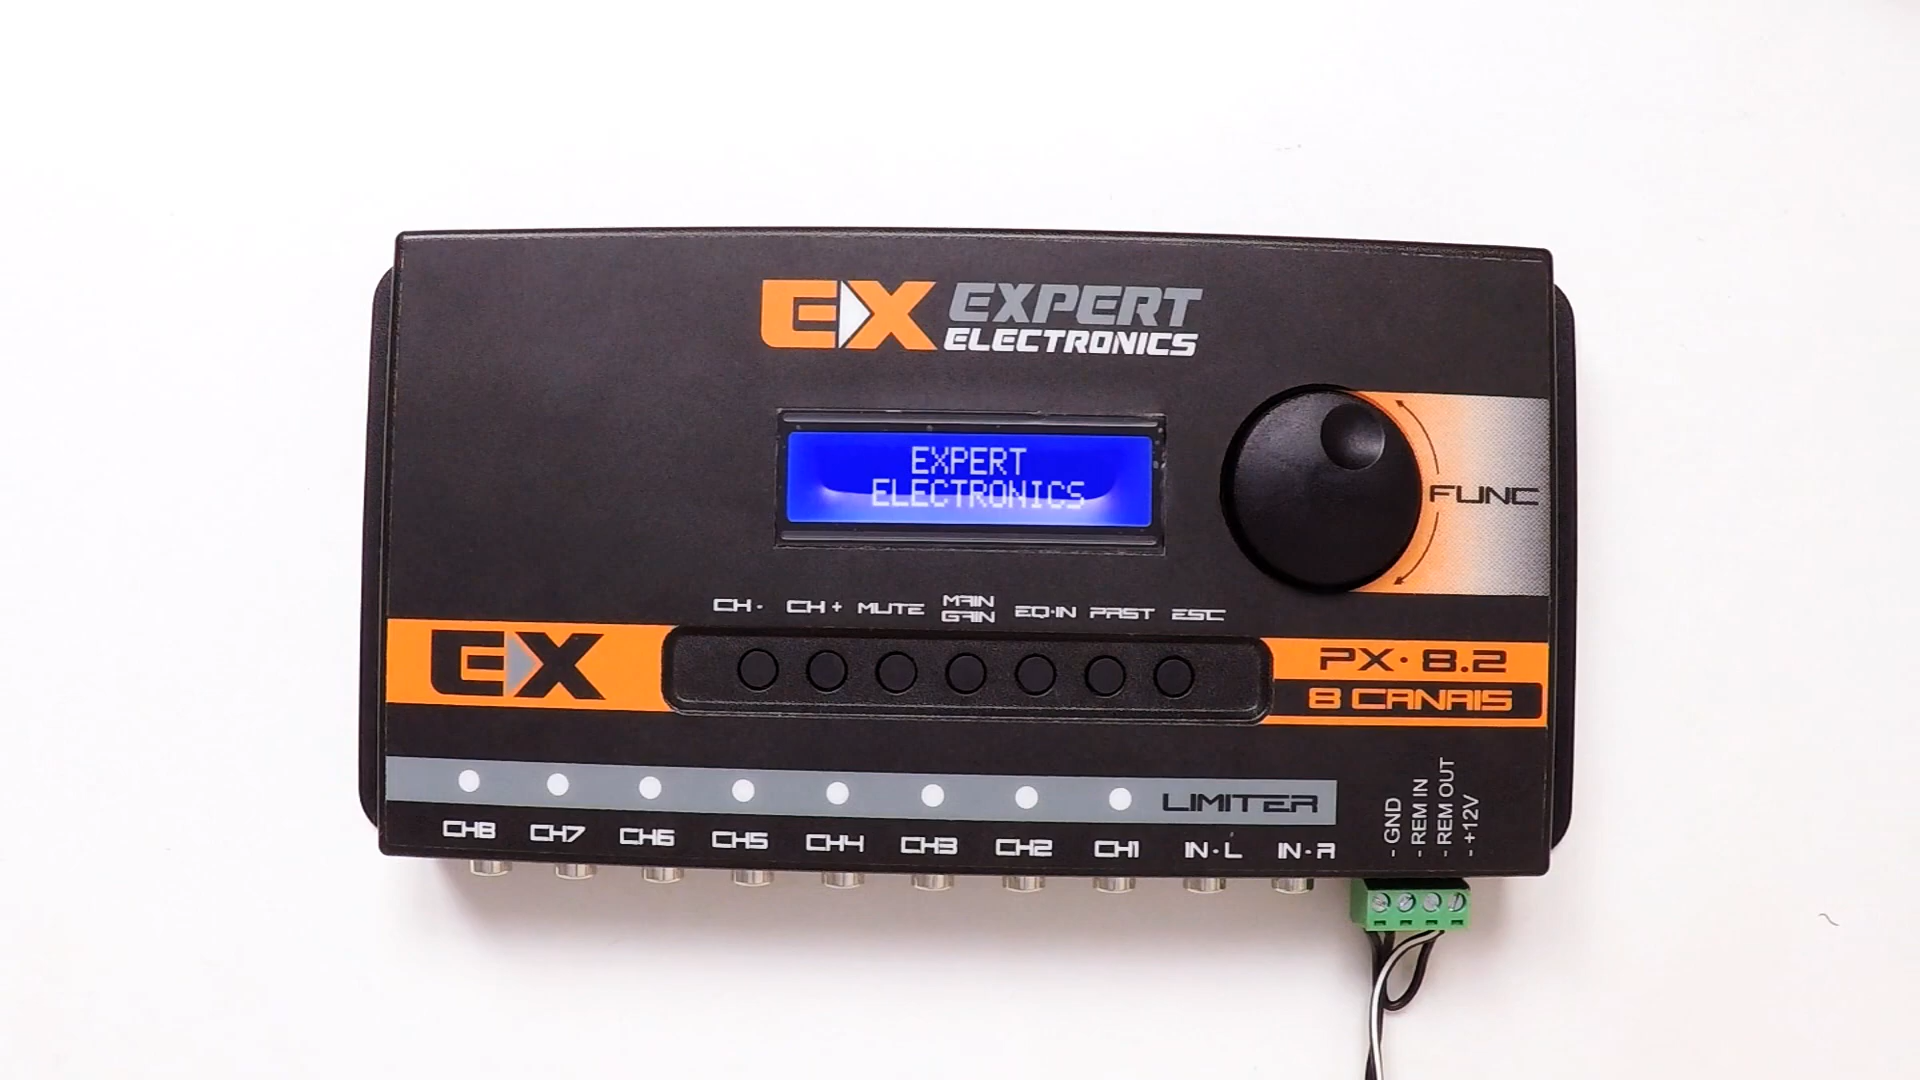 EX EXPERT
ELECTRONICS
EXPERT
ELECTRONICS
FUNC
CH - CH + MUTE MAIN GAIN EQ·IN PAST ESC
EX
PX · 8.2
8 CANAIS
LIMITER
CH8 CH7 CH6 CH5 CH4 CH3 CH2 CH1 IN · L IN · R
- GND
- REM IN
- REM OUT
- +12V